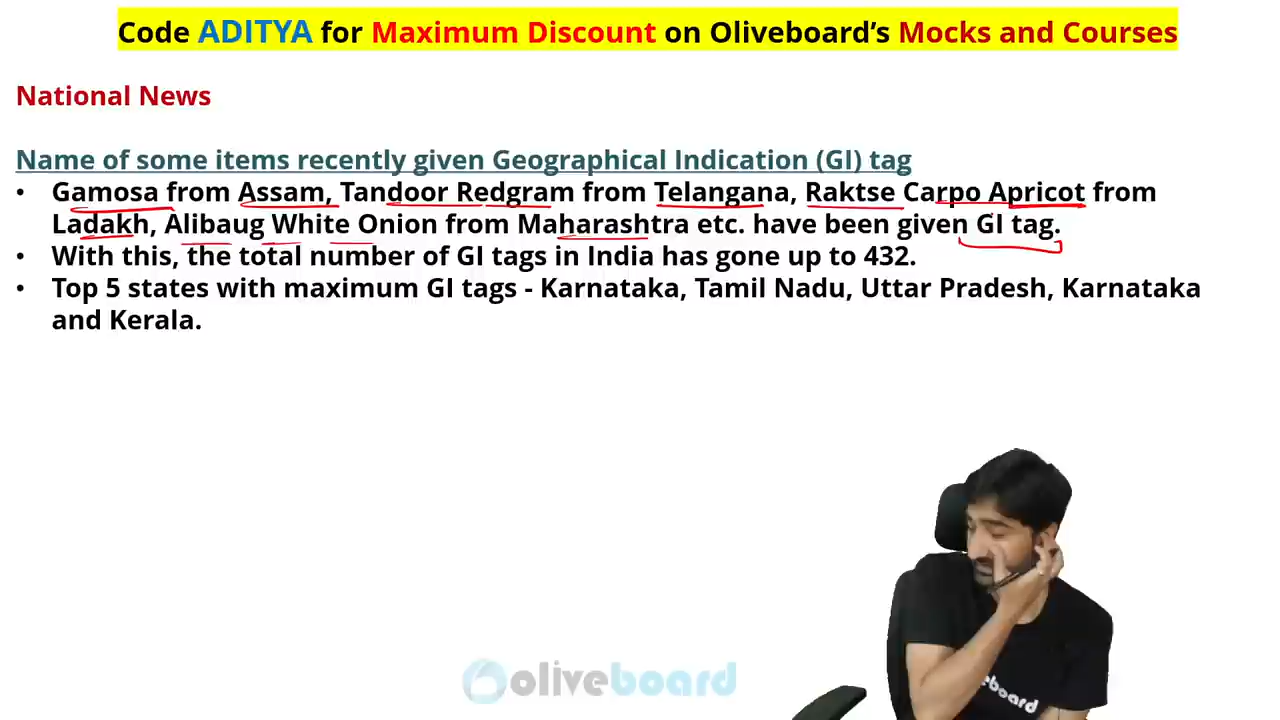 Code ADITYA for Maximum Discount on Oliveboard's Mocks and Courses
National News
Name of some items recently given Geographical Indication (GI) tag
• Gamosa from Assam, Tandoor Redgram from Telangana, Raktse Carpo Apricot from
Ladakh, Alibaug White Onion from Maharashtra etc. have been given GI tag.
• With this, the total number of GI tags in India has gone up to 432.
• Top 5 states with maximum GI tags - Karnataka, Tamil Nadu, Uttar Pradesh, Karnataka
and Kerala.
eboard
oliveboard